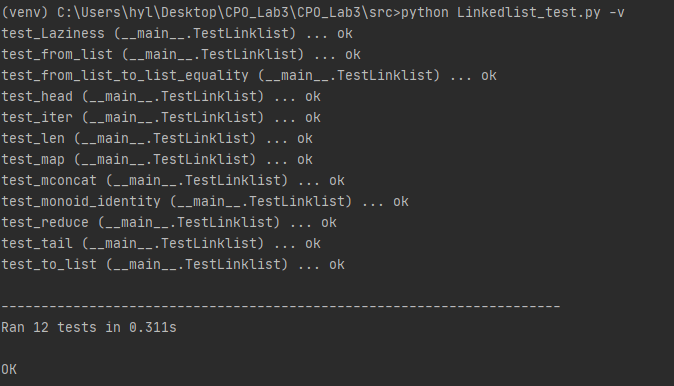 (venv) C:\Users\hyl\Desktop\CPO_Lab3\CPO_Lab3\src>python Linkedlist_test.py -v
test_Laziness (__main__.TestLinklist) ... ok
test_from_list (__main__.TestLinklist) ... ok
test_from_list_to_list_equality (__main__.TestLinklist) ... ok
test_head (__main__.TestLinklist) ... ok
test_iter (__main__.TestLinklist) ... ok
test_len (__main__.TestLinklist) ... ok
test_map (__main__.TestLinklist) ... ok
test_mconcat (__main__.TestLinklist) ... ok
test_monoid_identity (__main__.TestLinklist) ... ok
test_reduce (__main__.TestLinklist) ... ok
test_tail (__main__.TestLinklist) ... ok
test_to_list (__main__.TestLinklist) ... ok
----------------------------------------------------------------------
Ran 12 tests in 0.311s
OK